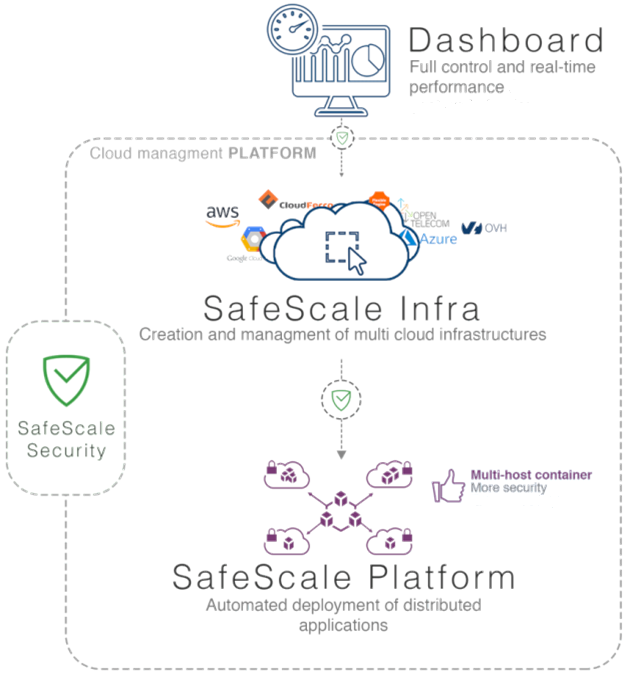 Dashboard
Full control and real-time
performance
Cloud managment PLATFORM
aws
CloudFerro
OPEN
TELECOM
OVH
Azure
Google
SafeScale Infra
Creation and managment of multi cloud infrastructures
SafeScale
Security
Multi-host container
More security
SafeScale Platform
Automated deployment of distributed
applications